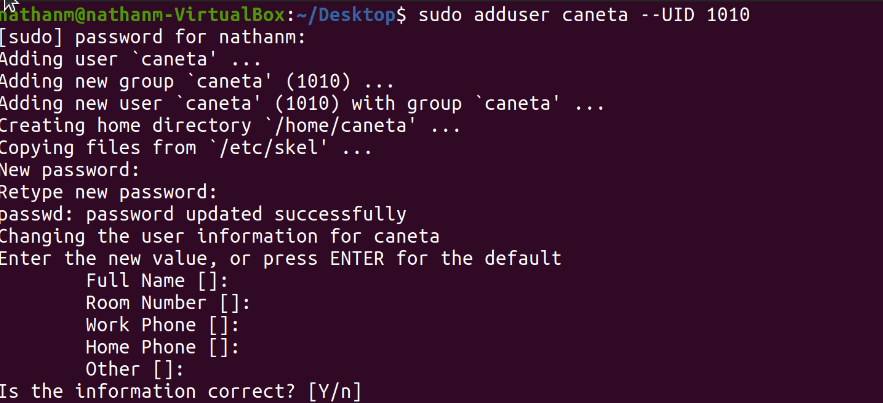 nathanm@nathanm-VirtualBox:~/Desktop$ sudo adduser caneta --UID 1010
[sudo] password for nathanm:
Adding user `caneta' ...
Adding new group `caneta' (1010) ...
Adding new user `caneta' (1010) with group `caneta' ...
Creating home directory `/home/caneta' ...
Copying files from `/etc/skel' ...
New password:
Retype new password:
passwd: password updated successfully
Changing the user information for caneta
Enter the new value, or press ENTER for the default
Full Name []:
Room Number []:
Work Phone []:
Home Phone []:
Other []:
Is the information correct? [Y/n]